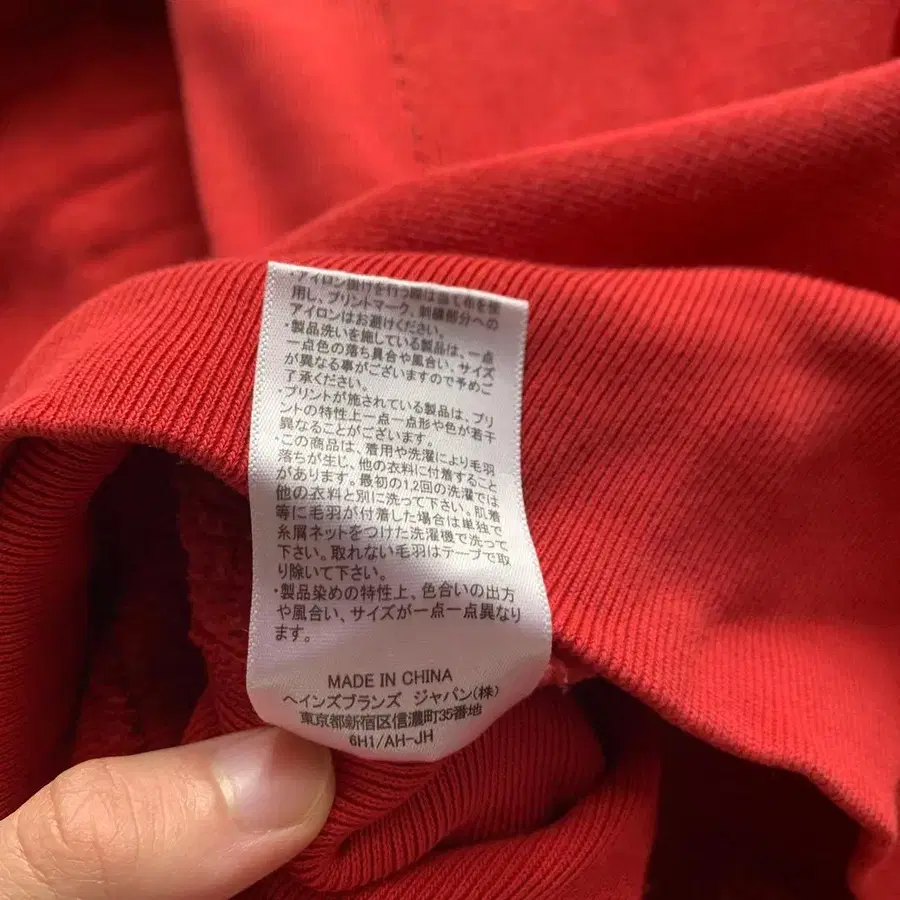 ・アイロン掛けを行う際は当て布を使
用し、プリントマーク、刺繍部分への
アイロンはお避けください。
・製品洗いを施している製品は、一点
一点色の落ち具合や風合い、サイズ
が異なる事がございますので予めご
了承ください。
・プリントが施されている製品は、プリ
ントの特性上一点一点形や色が若干
異なることがございます。
・この商品は、着用や洗濯により毛羽
落ちが生じ、他の衣料に付着すること
があります。最初の1,2回の洗濯では
他の衣料と別に洗って下さい。肌着
等に毛羽が付着した場合は単独で
糸屑ネットをつけた洗濯機で洗って
下さい。取れない毛羽はテープで取
り除いて下さい。
・製品染めの特性上、色合いの出方
や風合い、サイズが一点一点異なり
ます。
MADE IN CHINA
ヘインズブランズ ジャパン(株)
東京都新宿区信濃町35番地
6H1/AH-JH